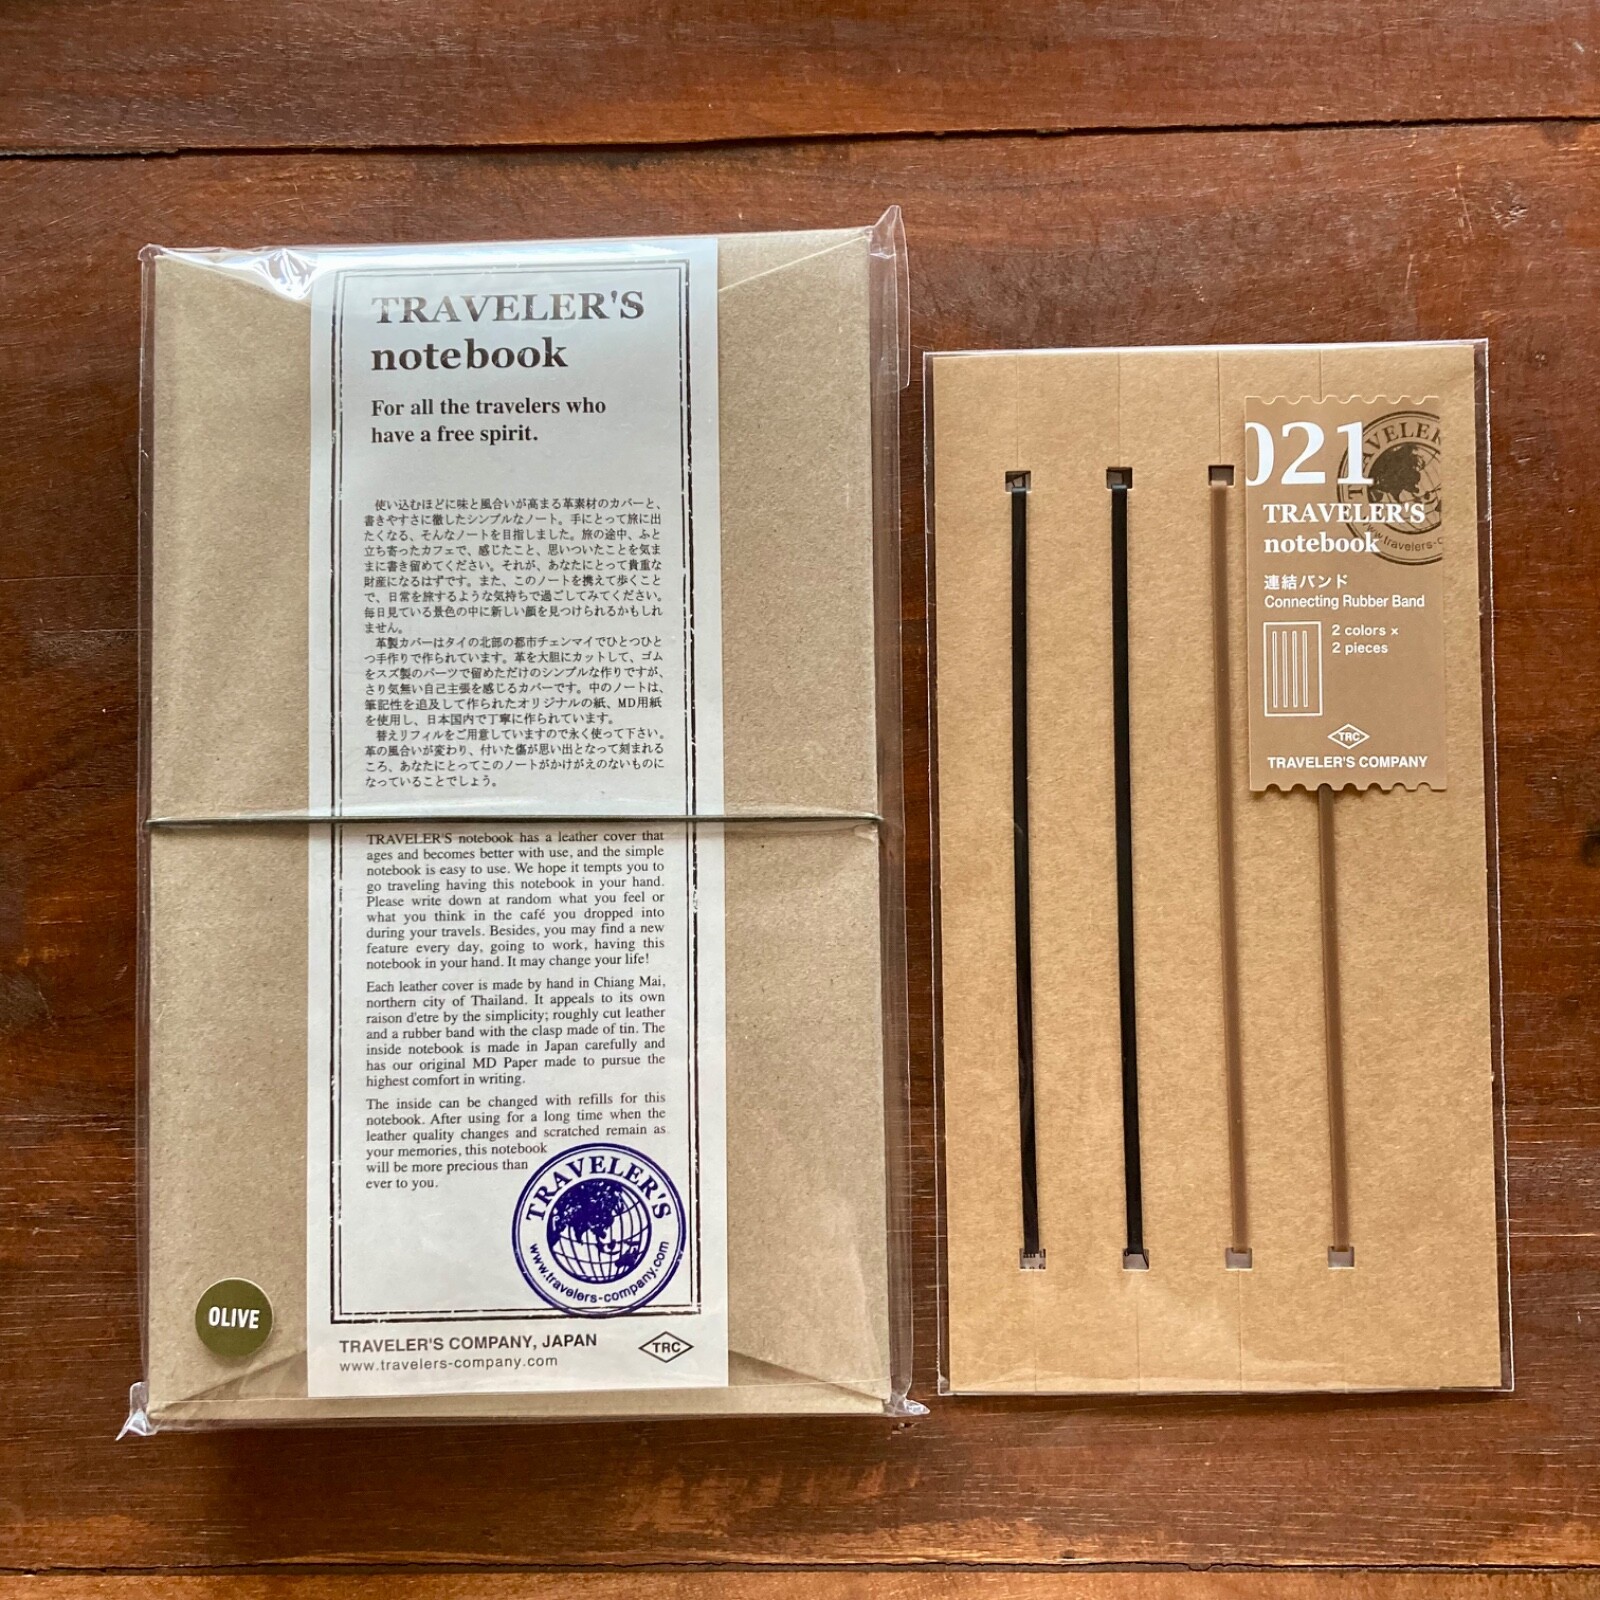 TRAVELER'S
notebook
For all the travelers who
have a free spirit.
使い込むほどに味と風合いが高まる革素材のカバーと、
書きやすさに徹したシンプルなノート。手にとって旅に出
たくなる、そんなノートを目指しました。旅の途中、ふと
立ち寄ったカフェで、感じたこと、思いついたことを気ま
まに書き留めてください。それが、あなたにとって貴重な
財産になるはずです。また、このノートを携えて歩くこと
で、日常を旅するような気持ちで過ごしてみてください。
毎日見ている景色の中に新しい顔を見つけられるかもしれ
ません。
革製カバーはタイの北部の都市チェンマイでひとつひと
つ手作りで作られています。革を大胆にカットして、ゴム
をスズ製のパーツで留めただけのシンプルな作りですが、
さり気無い自己主張を感じるカバーです。中のノートは、
筆記性を追及して作られたオリジナルの紙、MD用紙
を使用し、日本国内で丁寧に作られています。
替えリフィルをご用意していますので永く使って下さい。
革の風合いが変わり、付いた傷が思い出となって刻まれる
ころ、あなたにとってこのノートがかけがえのないものに
なっていることでしょう。
TRAVELER'S notebook has a leather cover that
ages and becomes better with use, and the simple
notebook is easy to use. We hope it tempts you to
go traveling having this notebook in your hand.
Please write down at random what you feel or
what you think in the café you dropped into
during your travels. Besides, you may find a new
feature every day, going to work, having this
notebook in your hand. It may change your life!
Each leather cover is made by hand in Chiang Mai,
northern city of Thailand. It appeals to its own
raison d'etre by the simplicity; roughly cut leather
and a rubber band with the clasp made of tin. The
inside notebook is made in Japan carefully and
has our original MD Paper made to pursue the
highest comfort in writing.
The inside can be changed with refills for this
notebook. After using for a long time when the
leather quality changes and scratched remain as
your memories, this notebook
will be more precious than
ever to you.
TRAVELER'S
www.travelers-company.com
OLIVE
TRAVELER'S COMPANY, JAPAN
www.travelers-company.com
TRC
021
TRAVELER'S
notebook
連結バンド
Connecting Rubber Band
2 colors ×
2 pieces
TRC
TRAVELER'S COMPANY